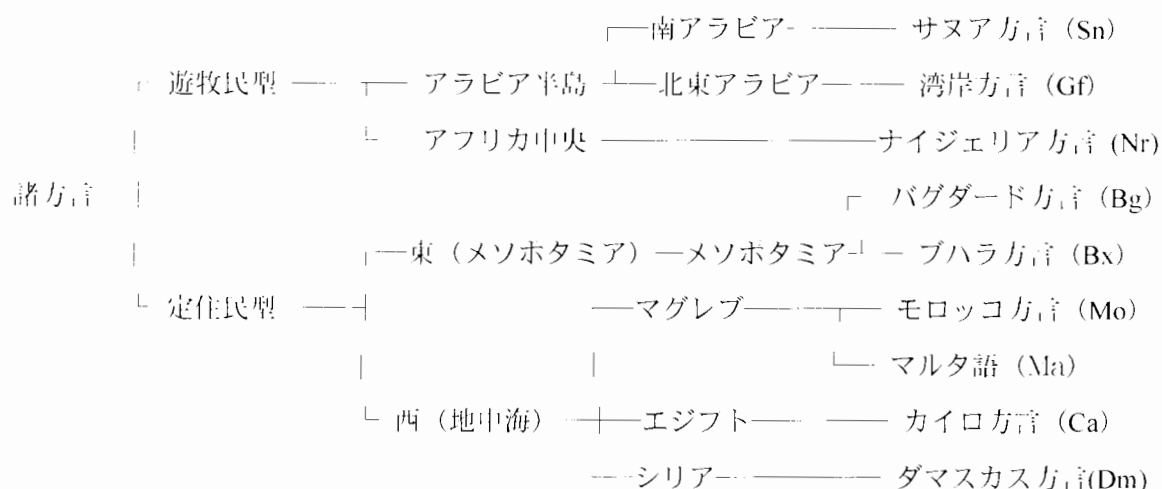 南アラビア サヌア方言 (Sn)
遊牧民型 アラビア半島 北東アラビア 湾岸方言 (Gf)
アフリカ中央 ナイジェリア方言 (Nr)
諸方言
バグダード方言 (Bg)
東（メソホタミア） メソホタミア ブハラ方言 (Bx)
定住民型 マグレブ モロッコ方言 (Mo)
マルタ語 (Ma)
西（地中海） エジフト カイロ方言 (Ca)
シリア ダマスカス方言(Dm)